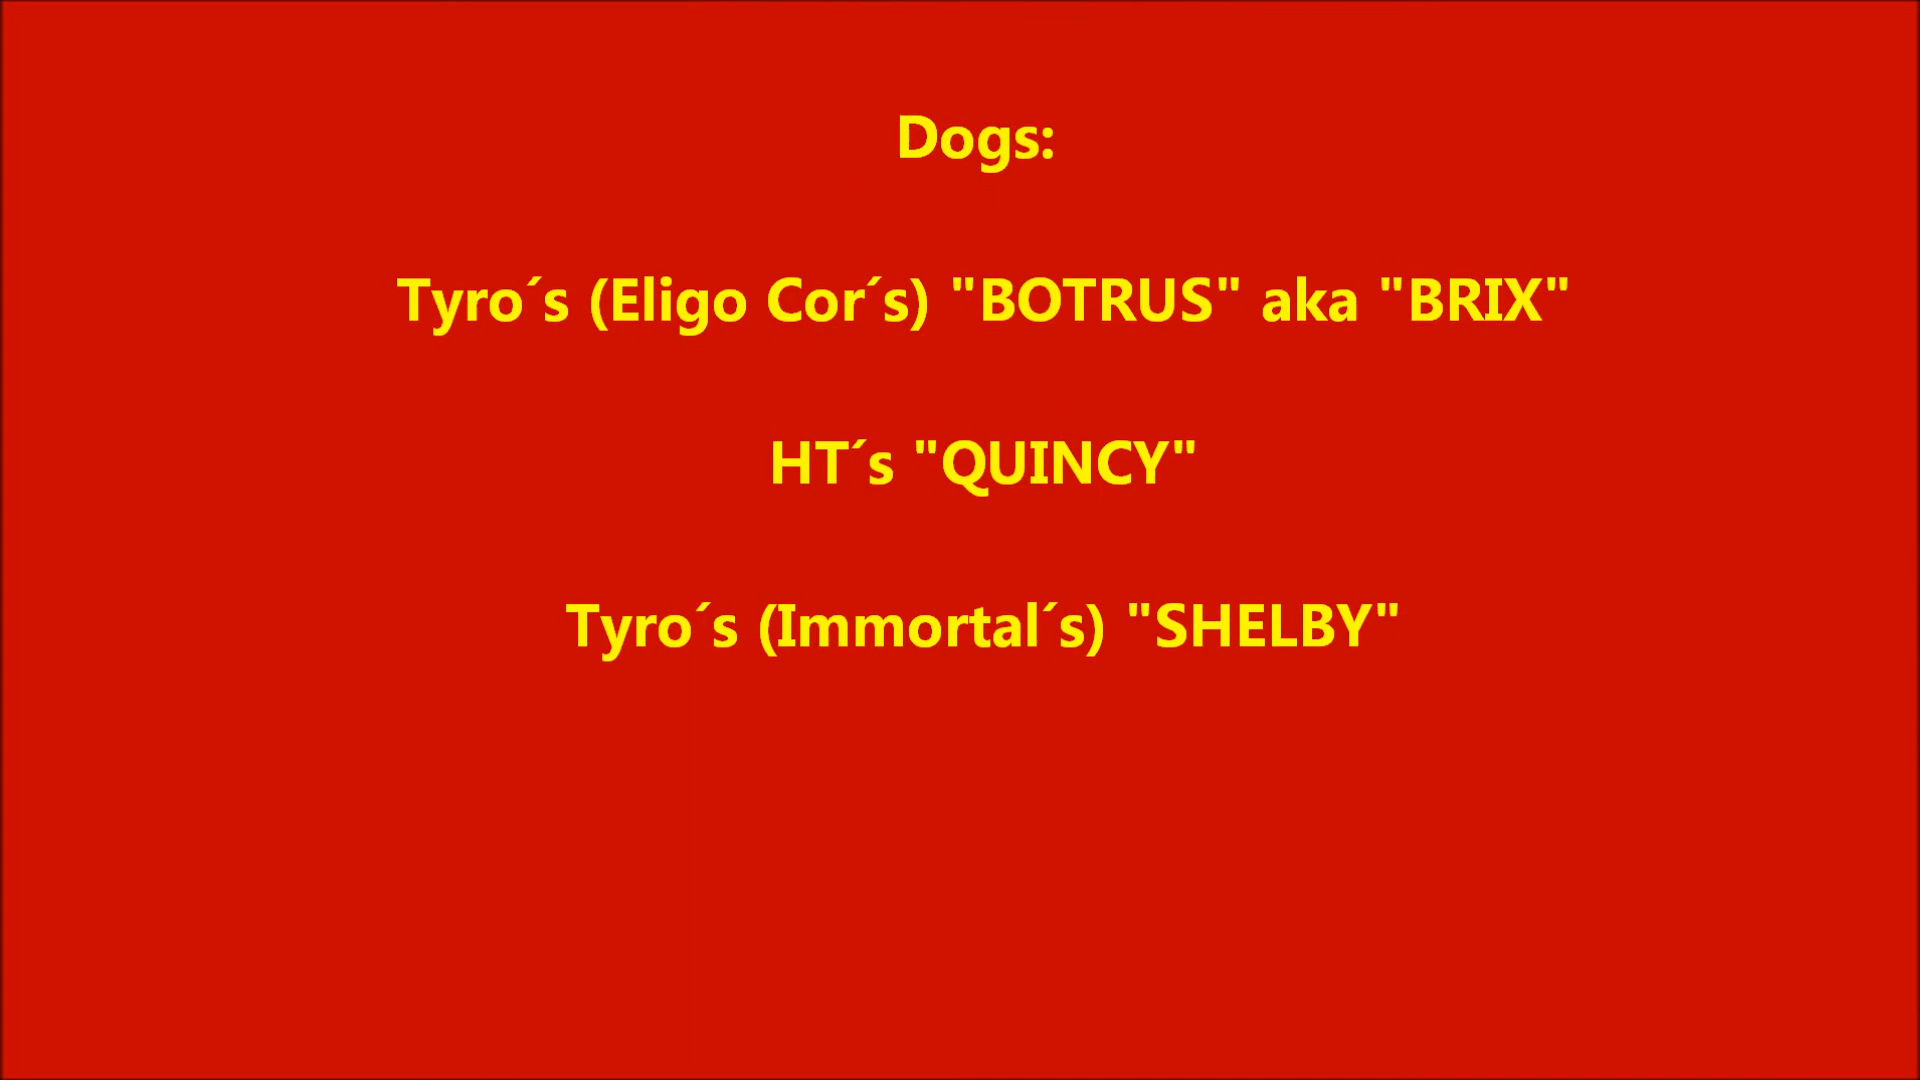 Dogs:
Tyro´s (Eligo Cor´s) "BOTRUS" aka "BRIX"
HT´s "QUINCY"
Tyro´s (Immortal´s) "SHELBY"